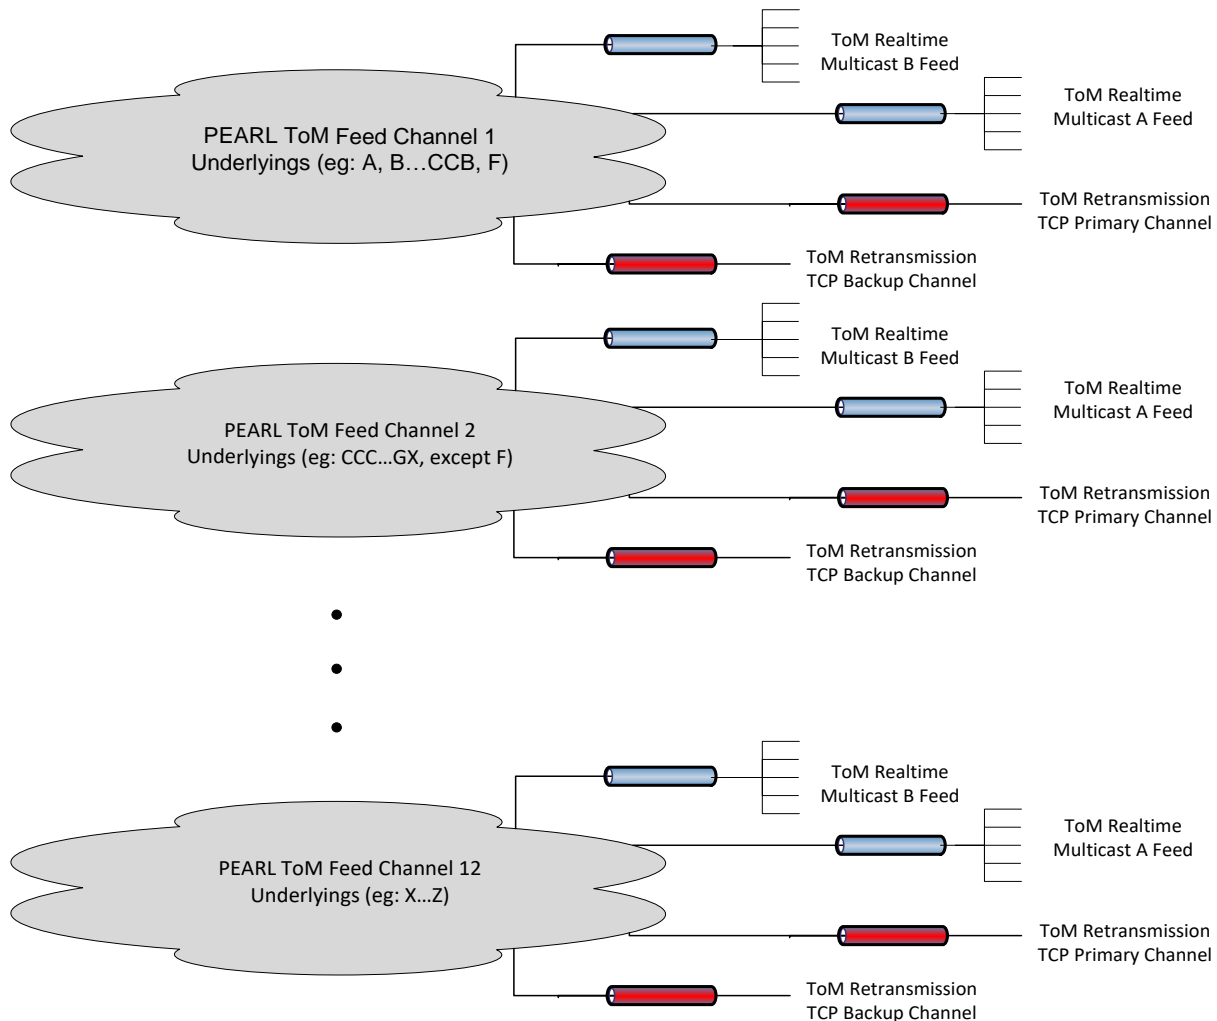 ToM Realtime
Multicast B Feed
ToM Realtime
Multicast A Feed
PEARL ToM Feed Channel 1
Underlyings (eg: A, B…CCB, F)
ToM Retransmission
TCP Primary Channel
ToM Retransmission
TCP Backup Channel
ToM Realtime
Multicast B Feed
ToM Realtime
Multicast A Feed
PEARL ToM Feed Channel 2
Underlyings (eg: CCC…GX, except F)
ToM Retransmission
TCP Primary Channel
ToM Retransmission
TCP Backup Channel
ToM Realtime
Multicast B Feed
ToM Realtime
Multicast A Feed
PEARL ToM Feed Channel 12
Underlyings (eg: X…Z)
ToM Retransmission
TCP Primary Channel
ToM Retransmission
TCP Backup Channel